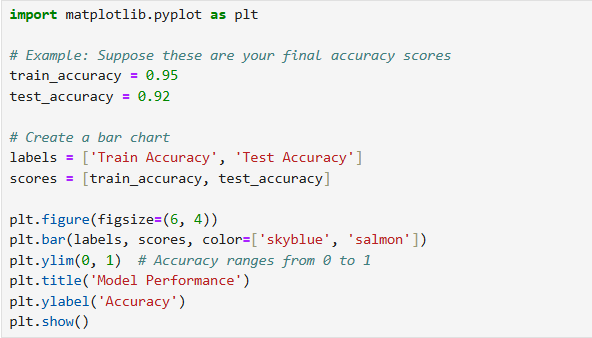 import matplotlib.pyplot as plt
# Example: Suppose these are your final accuracy scores
train_accuracy = 0.95
test_accuracy = 0.92
# Create a bar chart
labels = ['Train Accuracy', 'Test Accuracy']
scores = [train_accuracy, test_accuracy]
plt.figure(figsize=(6, 4))
plt.bar(labels, scores, color=['skyblue', 'salmon'])
plt.ylim(0, 1)  # Accuracy ranges from 0 to 1
plt.title('Model Performance')
plt.ylabel('Accuracy')
plt.show()